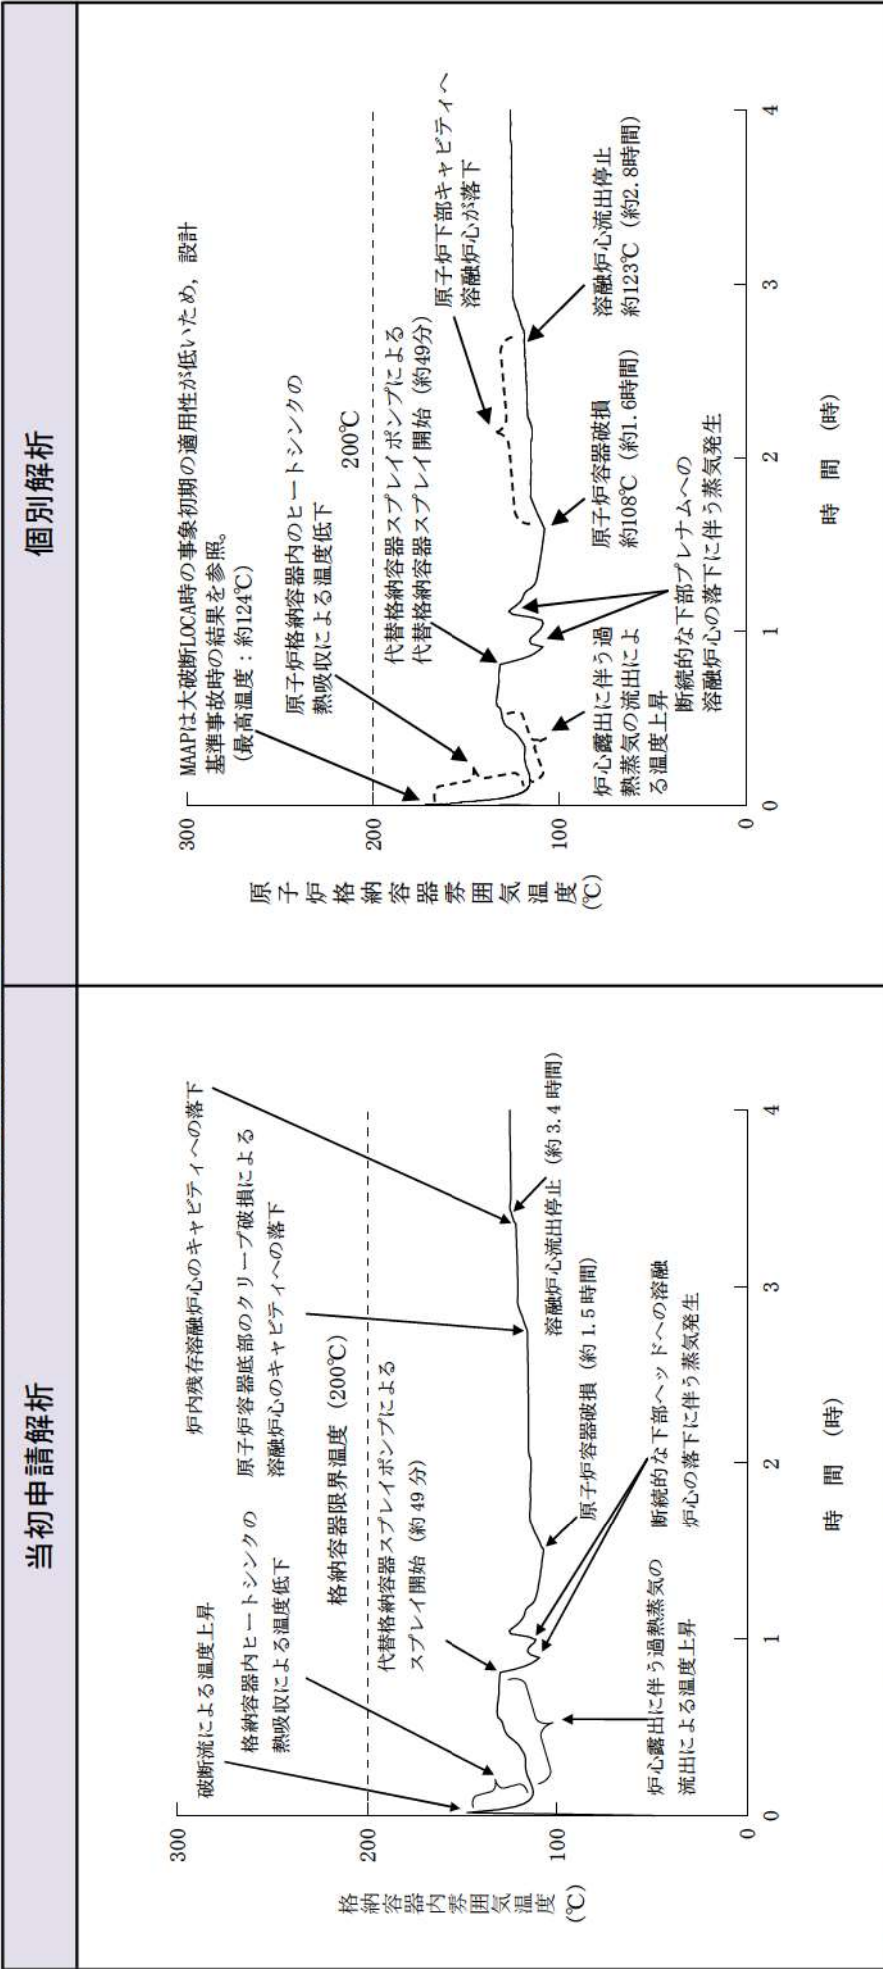 当初申請解析
破断流による温度上昇
格納容器内ヒートシンクの
熱吸収による温度低下
炉内残存溶融炉心のキャビティへの落下
原子炉容器底部のクリープ破損による
溶融炉心のキャビティへの落下
格納容器限界温度（200℃）
代替格納容器スプレイポンプによる
スプレイ開始（約 49 分）
溶融炉心流出停止（約 3.4 時間）
原子炉容器破損（約 1.5 時間）
断続的な下部ヘッドへの溶融
炉心の落下に伴う蒸気発生
炉心露出に伴う過熱蒸気の
流出による温度上昇
格納容器内雰囲気温度
(℃)
300
200
100
0
0
1
2
3
4
時 間 (時)
個別解析
MAAPは大破断LOCA時の事象初期の適用性が低いため，設計
基準事故時の結果を参照。
（最高温度：約124℃）
原子炉格納容器内のヒートシンクの
熱吸収による温度低下
200℃
代替格納容器スプレイポンプによる
代替格納容器スプレイ開始（約49分）
原子炉下部キャビティへ
溶融炉心が落下
溶融炉心流出停止
約123℃（約2.8時間）
原子炉容器破損
約108℃（約1.6時間）
断続的な下部プレナムへの
溶融炉心の落下に伴う蒸気発生
炉心露出に伴う過
熱蒸気の流出によ
る温度上昇
原子炉格納容器雰囲気温度
(℃)
300
200
100
0
0
1
2
3
4
時 間 (時)